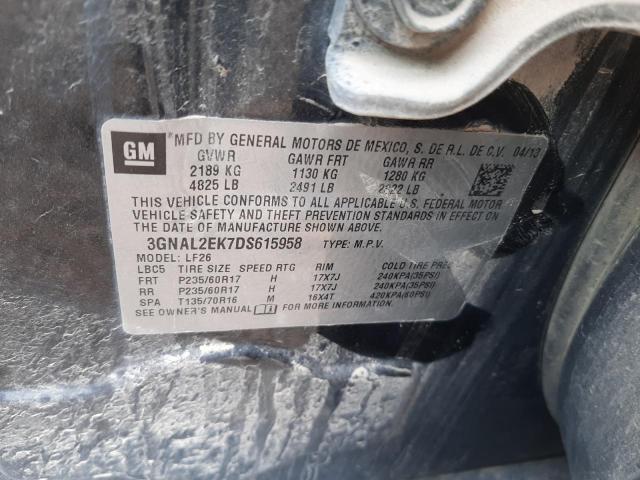 GM
MFD BY GENERAL MOTORS DE MEXICO, S. DE R.L. DE C.V. 04/13
GVWR GAWR FRT GAWR RR
2189 KG 1130 KG 1280 KG
4825 LB 2491 LB 2822 LB
THIS VEHICLE CONFORMS TO ALL APPLICABLE U.S. FEDERAL MOTOR
VEHICLE SAFETY AND THEFT PREVENTION STANDARDS IN EFFECT ON
THE DATE OF MANUFACTURE SHOWN ABOVE.
3GNAL2EK7DS615958 TYPE: M.P.V.
MODEL: LF26
LBC5 TIRE SIZE SPEED RTG RIM COLD TIRE PRES
FRT P235/60R17 H 17X7J 240KPA(35PSI)
RR P235/60R17 H 17X7J 240KPA(35PSI)
SPA T135/70R16 M 16X4T 420KPA(60PSI)
SEE OWNER'S MANUAL FOR MORE INFORMATION.